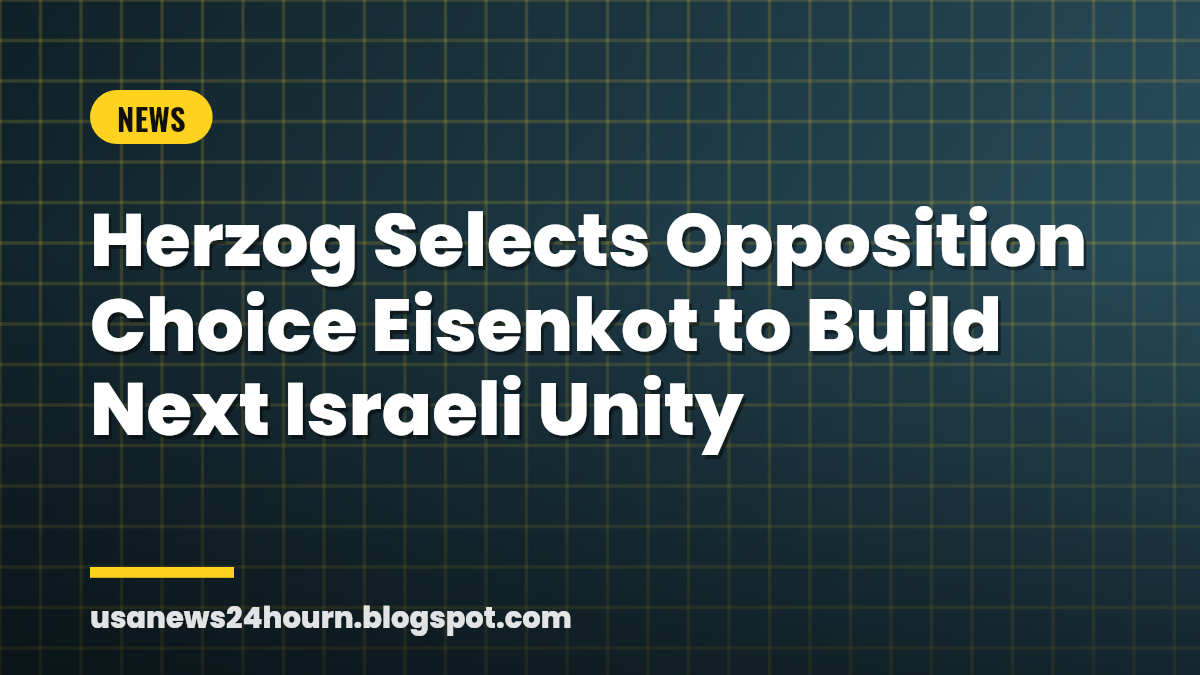 NEWS
Herzog Selects Opposition
Choice Eisenkot to Build
Next Israeli Unity
usanews24hourn.blogspot.com